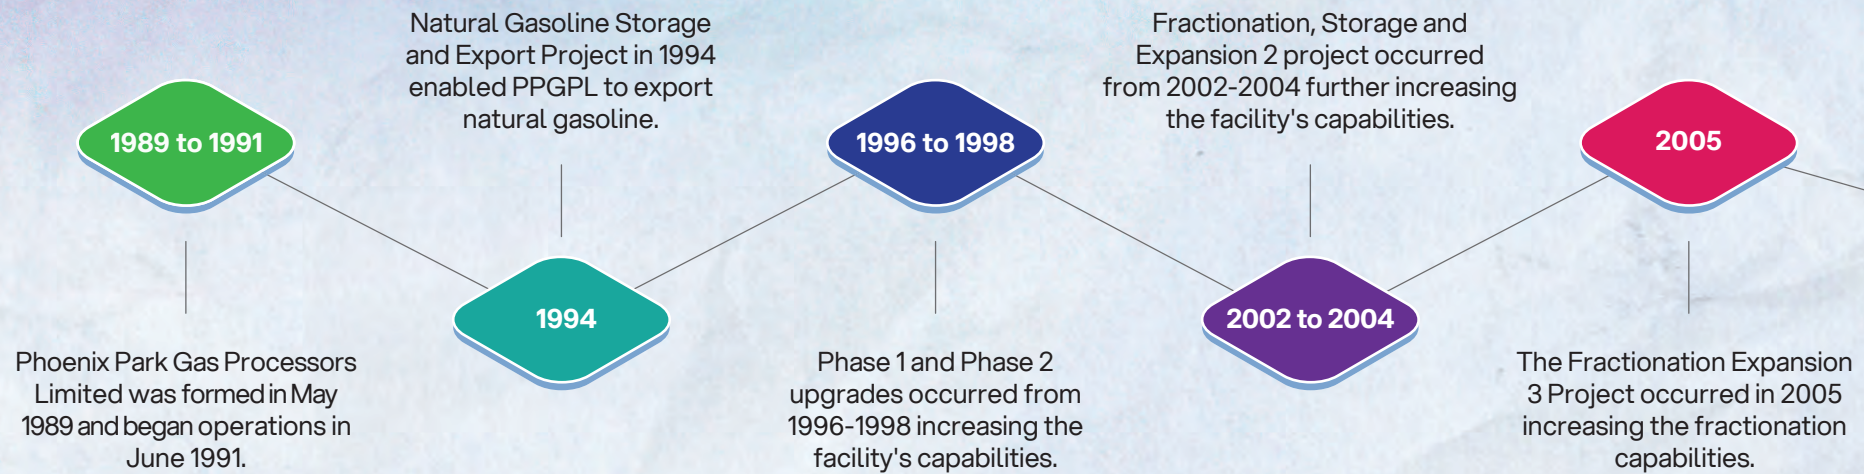 1989 to 1991
Phoenix Park Gas Processors
Limited was formed in May
1989 and began operations in
June 1991.
Natural Gasoline Storage
and Export Project in 1994
enabled PPGPL to export
natural gasoline.
1994
1996 to 1998
Phase 1 and Phase 2
upgrades occurred from
1996-1998 increasing the
facility's capabilities.
Fractionation, Storage and
Expansion 2 project occurred
from 2002-2004 further increasing
the facility's capabilities.
2002 to 2004
2005
The Fractionation Expansion
3 Project occurred in 2005
increasing the fractionation
capabilities.